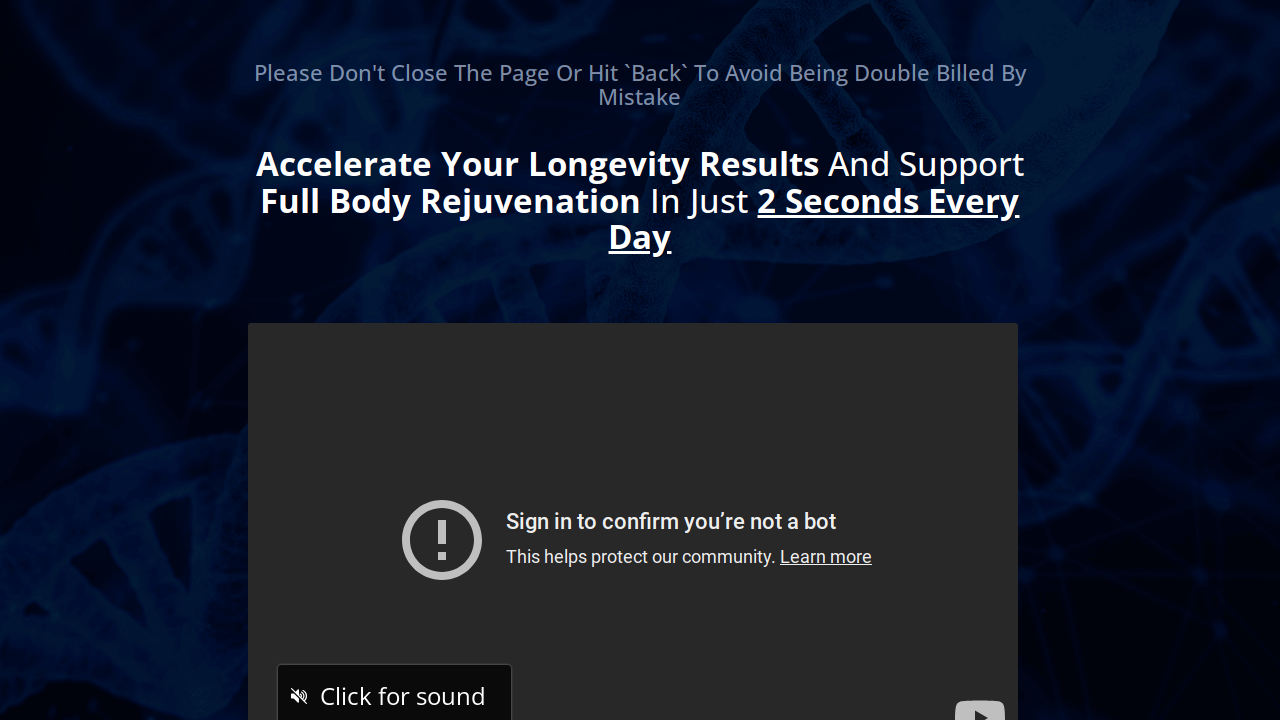 Please Don't Close The Page Or Hit `Back` To Avoid Being Double Billed By
Mistake
Accelerate Your Longevity Results And Support
Full Body Rejuvenation In Just 2 Seconds Every
Day
Sign in to confirm you’re not a bot
This helps protect our community. Learn more
Click for sound